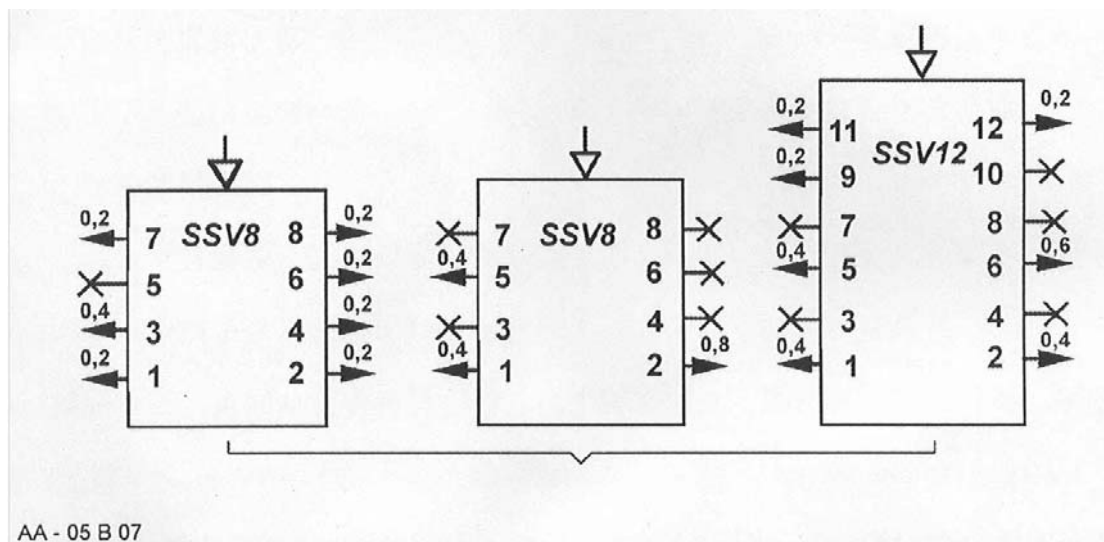 0,2 7 SSV8 8 0,2
5 6 0,2
0,4 3 4 0,2
0,2 1 2 0,2
7 SSV8 8
0,4 5 6
3 4
0,4 1 2 0,8
0,2 11 12 0,2
SSV12
0,2 9 10
7 8
0,4 5 6 0,6
3 4
0,4 1 2 0,4
AA - 05 B 07